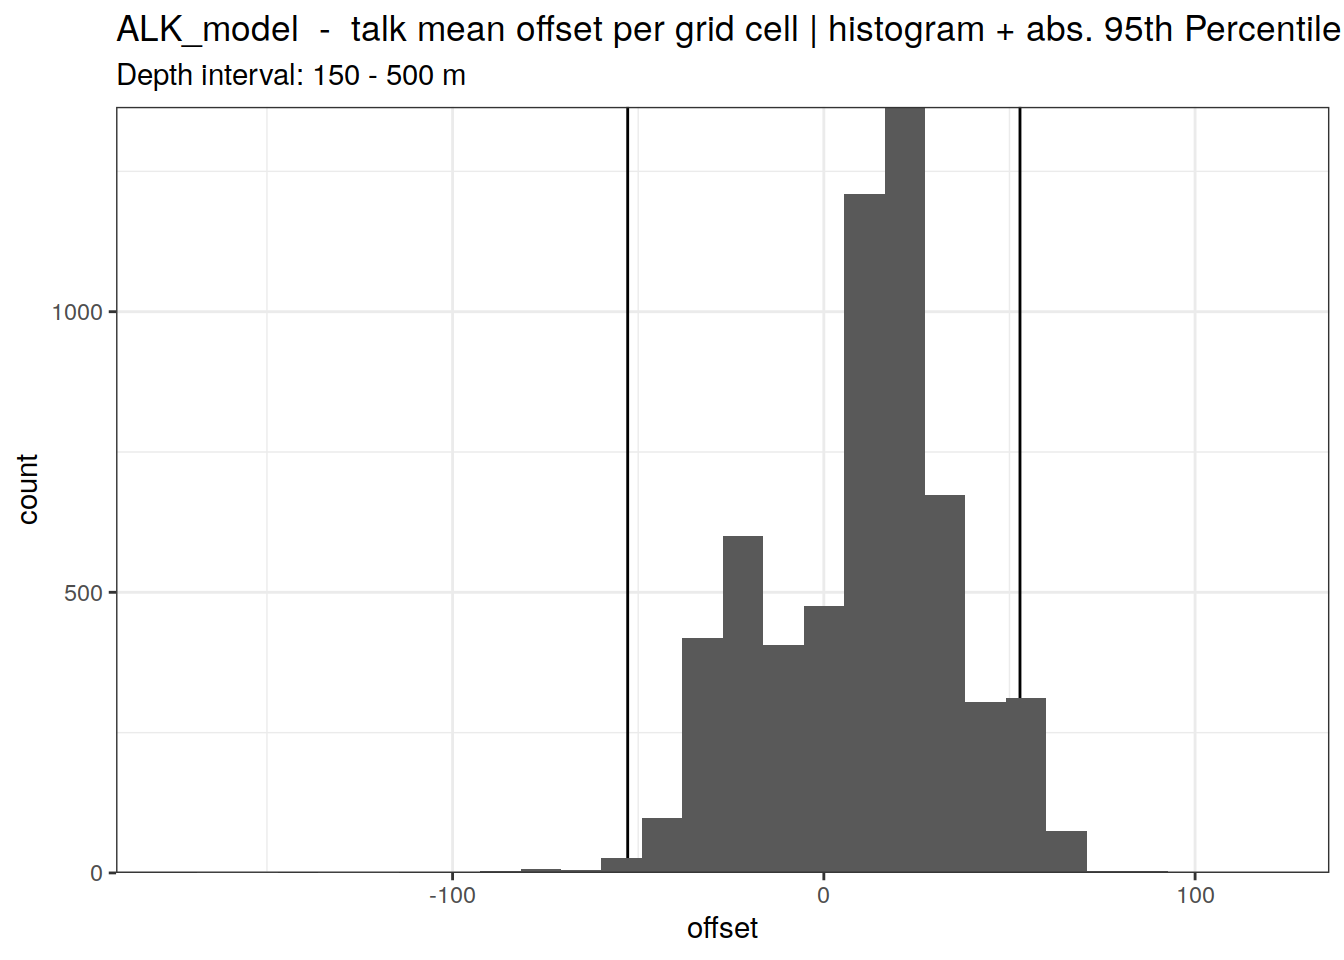 ALK_model  -  talk mean offset per grid cell | histogram + abs. 95th Percentile
Depth interval: 150 - 500 m
1000
500
0
count
-100
0
100
offset